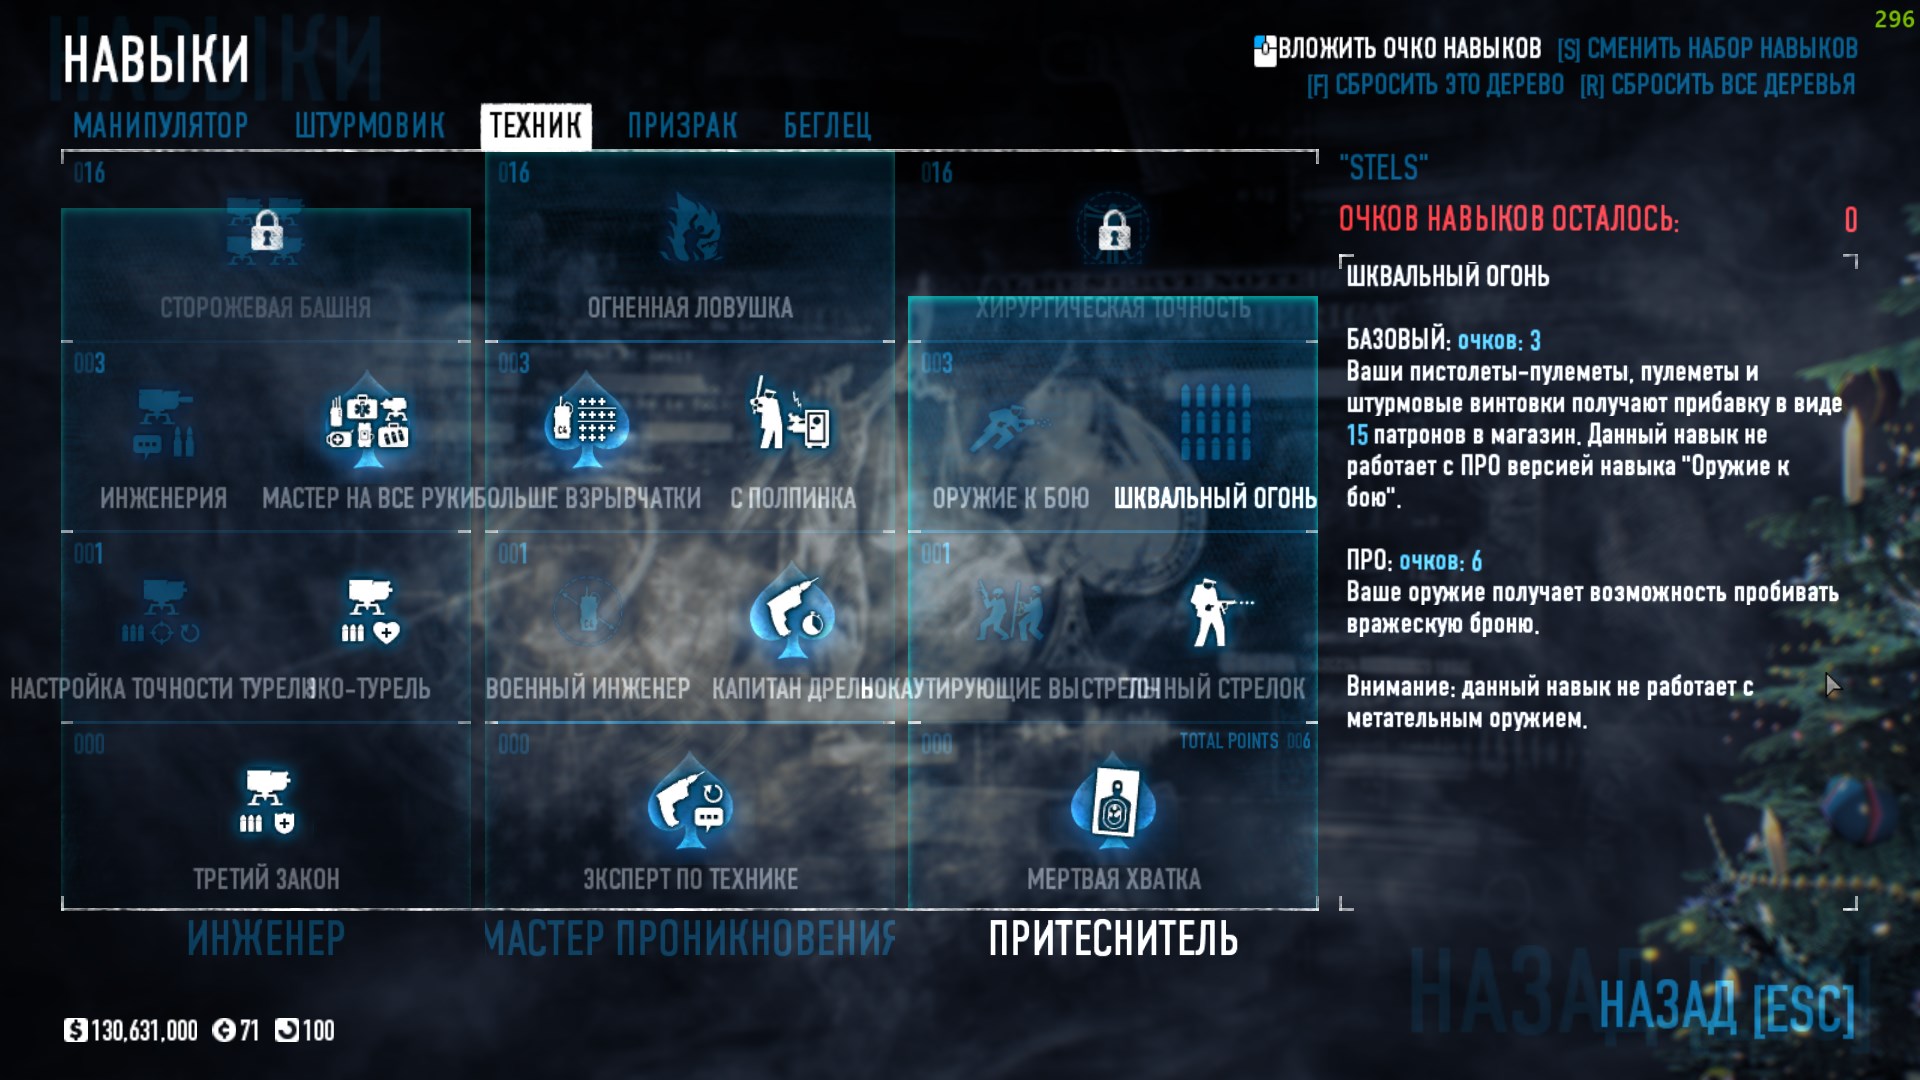 296
НАВЫКИ
ВЛОЖИТЬ ОЧКО НАВЫКОВ [S] СМЕНИТЬ НАБОР НАВЫКОВ
[F] СБРОСИТЬ ЭТО ДЕРЕВО [R] СБРОСИТЬ ВСЕ ДЕРЕВЬЯ
МАНИПУЛЯТОР ШТУРМОВИК ТЕХНИК ПРИЗРАК БЕГЛЕЦ
016 016 016
СТОРОЖЕВАЯ БАШНЯ ОГНЕННАЯ ЛОВУШКА ХИРУРГИЧЕСКАЯ ТОЧНОСТЬ
003 003 003
ИНЖЕНЕРИЯ МАСТЕР НА ВСЕ РУКИ БОЛЬШЕ ВЗРЫВЧАТКИ С ПОЛПИНКА ОРУЖИЕ К БОЮ ШКВАЛЬНЫЙ ОГОНЬ
001 001 001
НАСТРОЙКА ТОЧНОСТИ ТУРЕЛИ ЭКО-ТУРЕЛЬ ВОЕННЫЙ ИНЖЕНЕР КАПИТАН ДРЕЛЬ НОКАУТИРУЮЩИЕ ВЫСТРЕЛЫ ТОЧНЫЙ СТРЕЛОК
000 000 000 TOTAL POINTS 006
ТРЕТИЙ ЗАКОН ЭКСПЕРТ ПО ТЕХНИКЕ МЕРТВАЯ ХВАТКА
ИНЖЕНЕР МАСТЕР ПРОНИКНОВЕНИЯ ПРИТЕСНИТЕЛЬ
"STELS"
ОЧКОВ НАВЫКОВ ОСТАЛОСЬ: 0
ШКВАЛЬНЫЙ ОГОНЬ
БАЗОВЫЙ: очков: 3
Ваши пистолеты-пулеметы, пулеметы и
штурмовые винтовки получают прибавку в виде
15 патронов в магазин. Данный навык не
работает с ПРО версией навыка "Оружие к
бою".
ПРО: очков: 6
Ваше оружие получает возможность пробивать
вражескую броню.
Внимание: данный навык не работает с
метательным оружием.
130,631,000 71 100
НАЗАД [ESC]